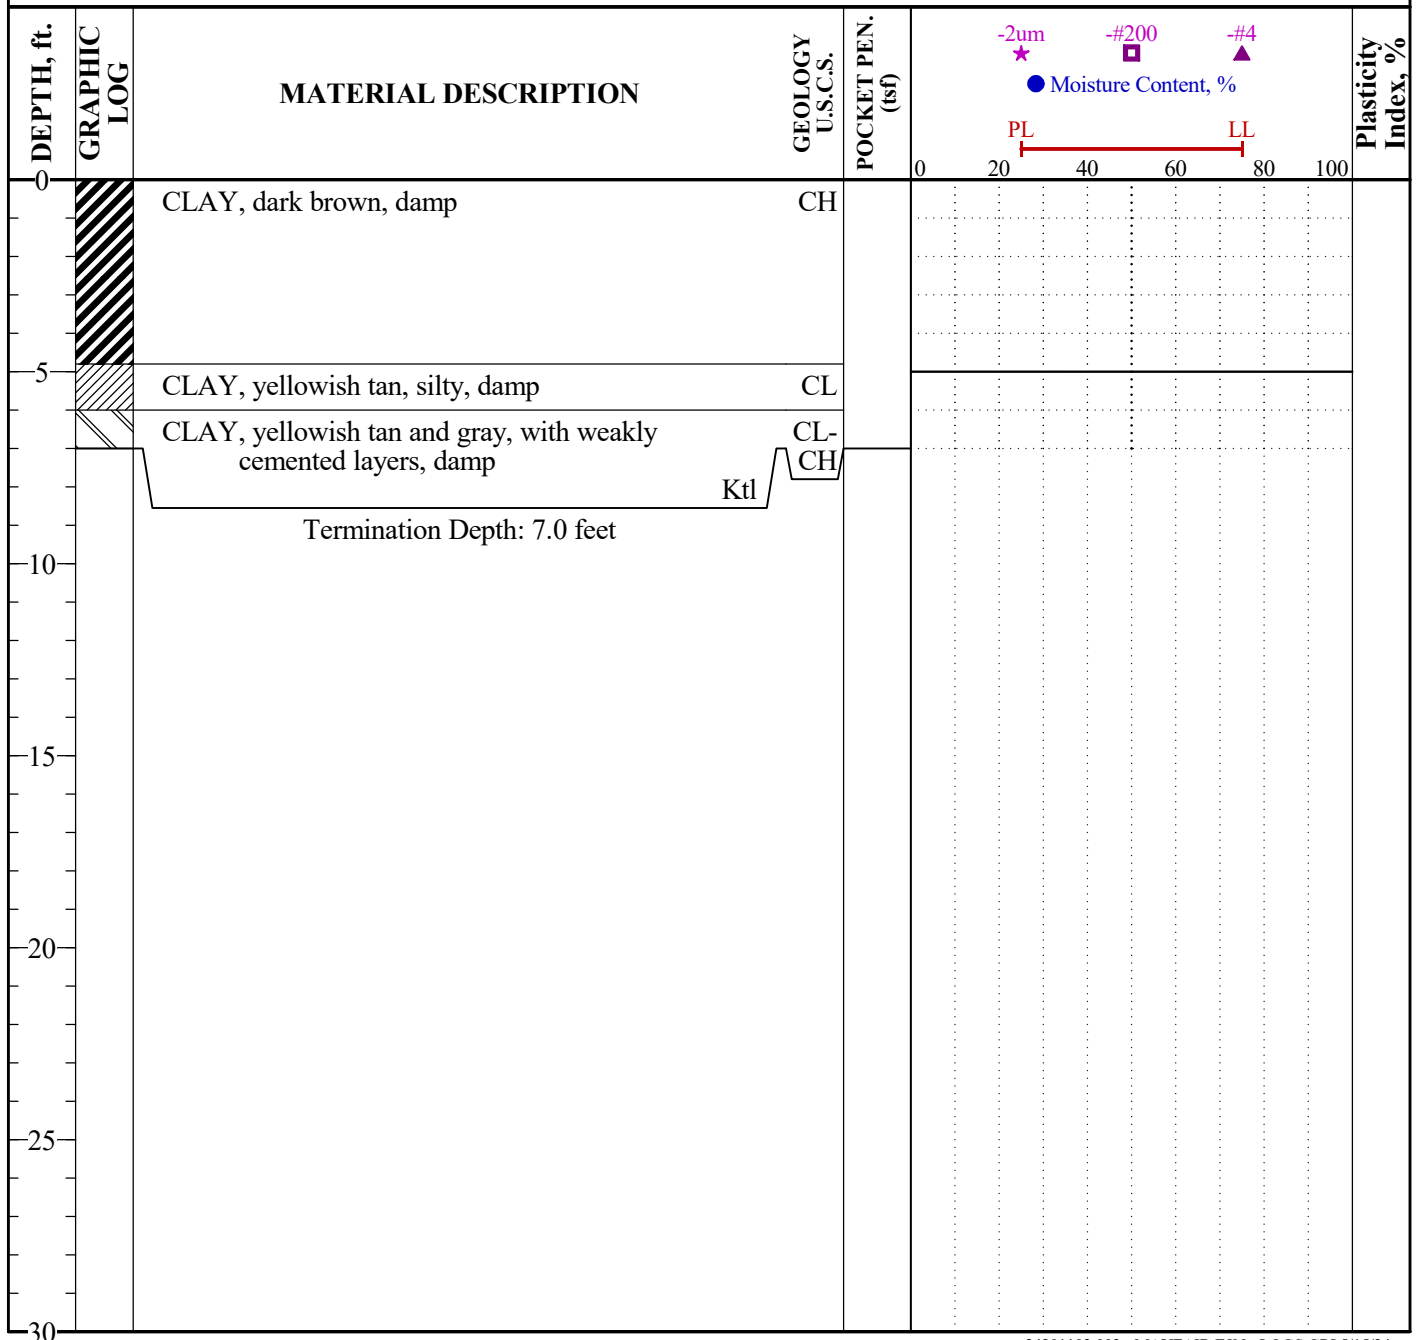 DEPTH, ft.
GRAPHIC
LOG
MATERIAL DESCRIPTION
GEOLOGY
U.S.C.S.
POCKET PEN.
(tsf)
-2um -#200 -#4
Moisture Content, %
PL LL
0 20 40 60 80 100
Plasticity
Index, %
0
CLAY, dark brown, damp CH
5
CLAY, yellowish tan, silty, damp CL
CLAY, yellowish tan and gray, with weakly CL-
cemented layers, damp CH
Ktl
Termination Depth: 7.0 feet
10
15
20
25
30